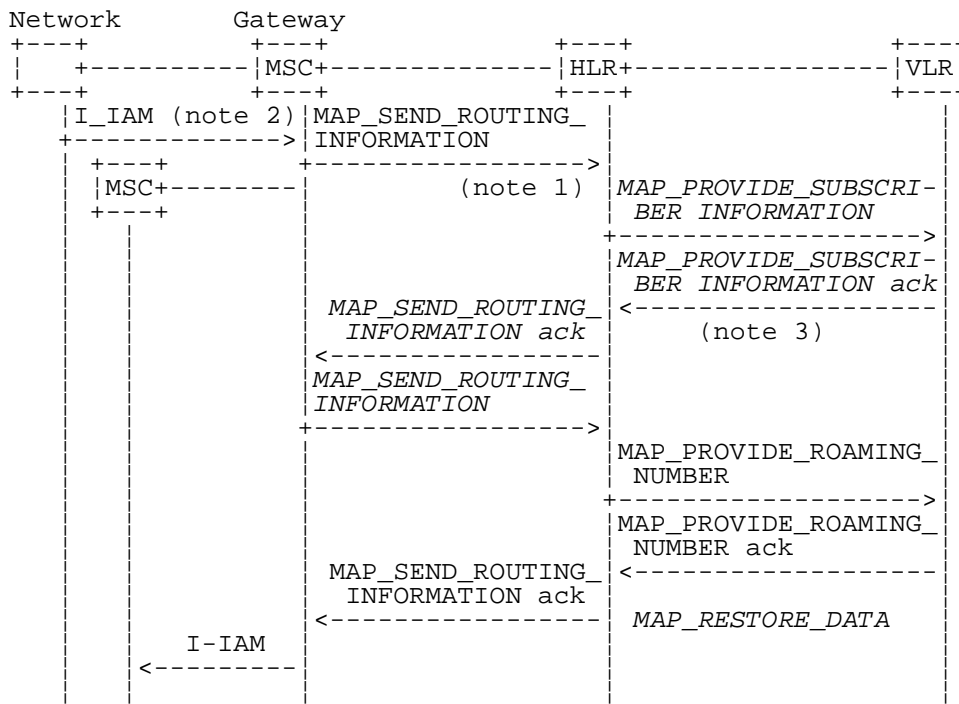 Network Gateway
MSC HLR VLR
I_IAM (note 2) MAP_SEND_ROUTING_
INFORMATION
MSC (note 1) MAP_PROVIDE_SUBSCRI-
BER INFORMATION
MAP_PROVIDE_SUBSCRI-
BER INFORMATION ack
MAP_SEND_ROUTING_
INFORMATION ack (note 3)
MAP_SEND_ROUTING_
INFORMATION
MAP_PROVIDE_ROAMING_
NUMBER
MAP_PROVIDE_ROAMING_
NUMBER ack
MAP_SEND_ROUTING_
INFORMATION ack
MAP_RESTORE_DATA
I-IAM